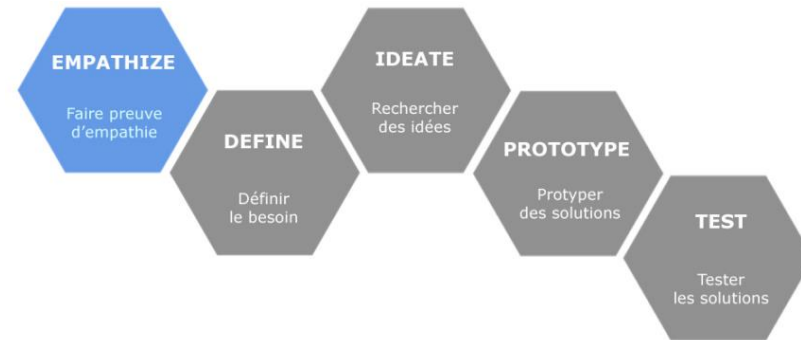 EMPATHIZE
Faire preuve
d'empathie
DEFINE
Définir
le besoin
IDEATE
Rechercher
des idées
PROTOTYPE
Protyper
des solutions
TEST
Tester
les solutions